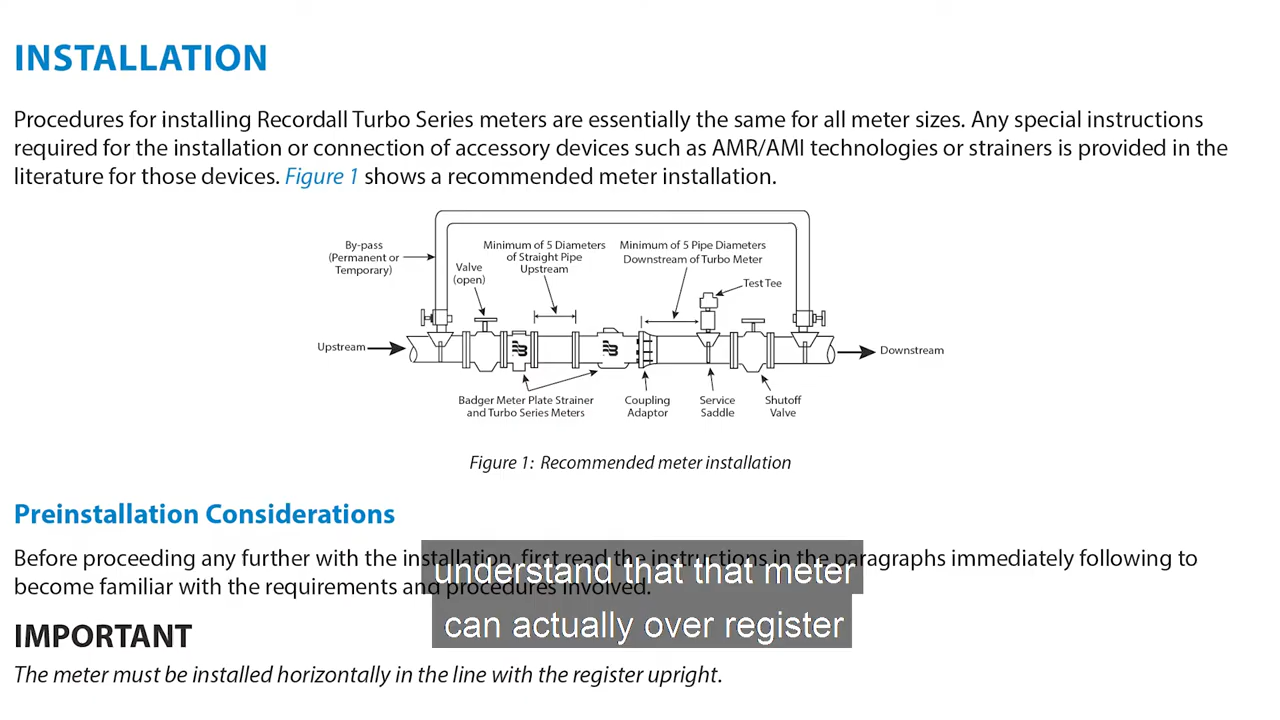 INSTALLATION
Procedures for installing Recordall Turbo Series meters are essentially the same for all meter sizes. Any special instructions
required for the installation or connection of accessory devices such as AMR/AMI technologies or strainers is provided in the
literature for those devices. Figure 1 shows a recommended meter installation.
By-pass
(Permanent or
Temporary)
Valve
(open)
Minimum of 5 Diameters
of Straight Pipe
Upstream
Minimum of 5 Pipe Diameters
Downstream of Turbo Meter
Test Tee
Upstream
Downstream
Badger Meter Plate Strainer
and Turbo Series Meters
Coupling
Adaptor
Service
Saddle
Shutoff
Valve
Figure 1: Recommended meter installation
Preinstallation Considerations
Before proceeding any further with the installation, first read the instructions in the paragraphs immediately following to
become familiar with the requirements and procedures involved.
understand that that meter
can actually over register
IMPORTANT
The meter must be installed horizontally in the line with the register upright.